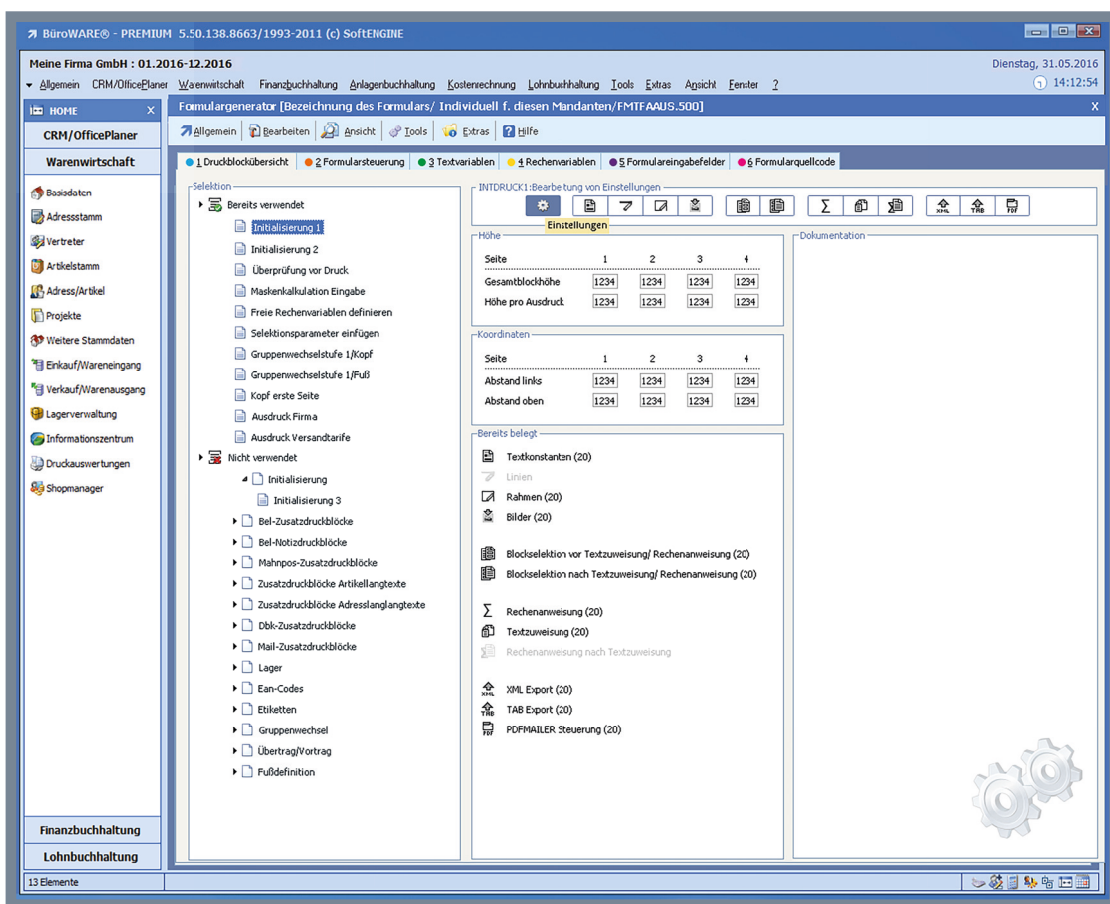 BüroWARE® - PREMIUM 5.50.138.8663/1993-2011 (c) SoftENGINE
Meine Firma GmbH : 01.2016-12.2016
Dienstag, 31.05.2016
Allgemein CRM/OfficePlaner Warenwirtschaft Finanzbuchhaltung Anlagenbuchhaltung Kostenrechnung Lohnbuhhaltung Tools Extras Ansicht Fenster ?
14:12:54
HOME X
Formulargenerator [Bezeichnung des Formulars/ Individuell f. diesen Mandanten/FMTFAAUS.500] X
CRM/OfficePlaner
Warenwirtschaft
Basisdaten
Adressstamm
Vertreter
Artikelstamm
Adress/Artikel
Projekte
Weitere Stammdaten
Einkauf/Wareneingang
Verkauf/Warenausgang
Lagerverwaltung
Informationszentrum
Druckauswertungen
Shopmanager
Finanzbuchhaltung
Lohnbuchhaltung
Allgemein Bearbeiten Ansicht Tools Extras Hilfe
1 Druckblockübersicht 2 Formularsteuerung 3 Textvariablen 4 Rechenvariablen 5 Formulareingabefelder 6 Formularquellcode
Selektion
Bereits verwendet
Initialisierung 1
Initialisierung 2
Überprüfung vor Druck
Maskenkalkulation Eingabe
Freie Rechenvariablen definieren
Selektionsparameter einfügen
Gruppenwechselstufe 1/Kopf
Gruppenwechselstufe 1/Fuß
Kopf erste Seite
Ausdruck Firma
Ausdruck Versandtarife
Nicht verwendet
Initialisierung
Initialisierung 3
Bel-Zusatzdruckblöcke
Bel-Notizdruckblöcke
Mahnpos-Zusatzdruckblöcke
Zusatzdruckblöcke Artikellangtexte
Zusatzdruckblöcke Adresslanglangtexte
Dbk-Zusatzdruckblöcke
Mail-Zusatzdruckblöcke
Lager
Ean-Codes
Etiketten
Gruppenwechsel
Übertrag/Vortrag
Fußdefinition
INTDRUCK1:Bearbetung von Einstellungen
XML TAB PDF
Einstellungen
Höhe
Seite 1 2 3 4
Gesamtblockhöhe 1234 1234 1234 1234
Höhe pro Ausdruck 1234 1234 1234 1234
Koordinaten
Seite 1 2 3 4
Abstand links 1234 1234 1234 1234
Abstand oben 1234 1234 1234 1234
Bereits belegt
Textkonstanten (20)
Linien
Rahmen (20)
Bilder (20)
Blockselektion vor Textzuweisung/ Rechenanweisung (20)
Blockselektion nach Textzuweisung/ Rechenanweisung (20)
Rechenanweisung (20)
Textzuweisung (20)
Rechenanweisung nach Textzuweisung
XML XML Export (20)
TAB TAB Export (20)
PDF PDFMAILER Steuerung (20)
Dokumentation
13 Elemente